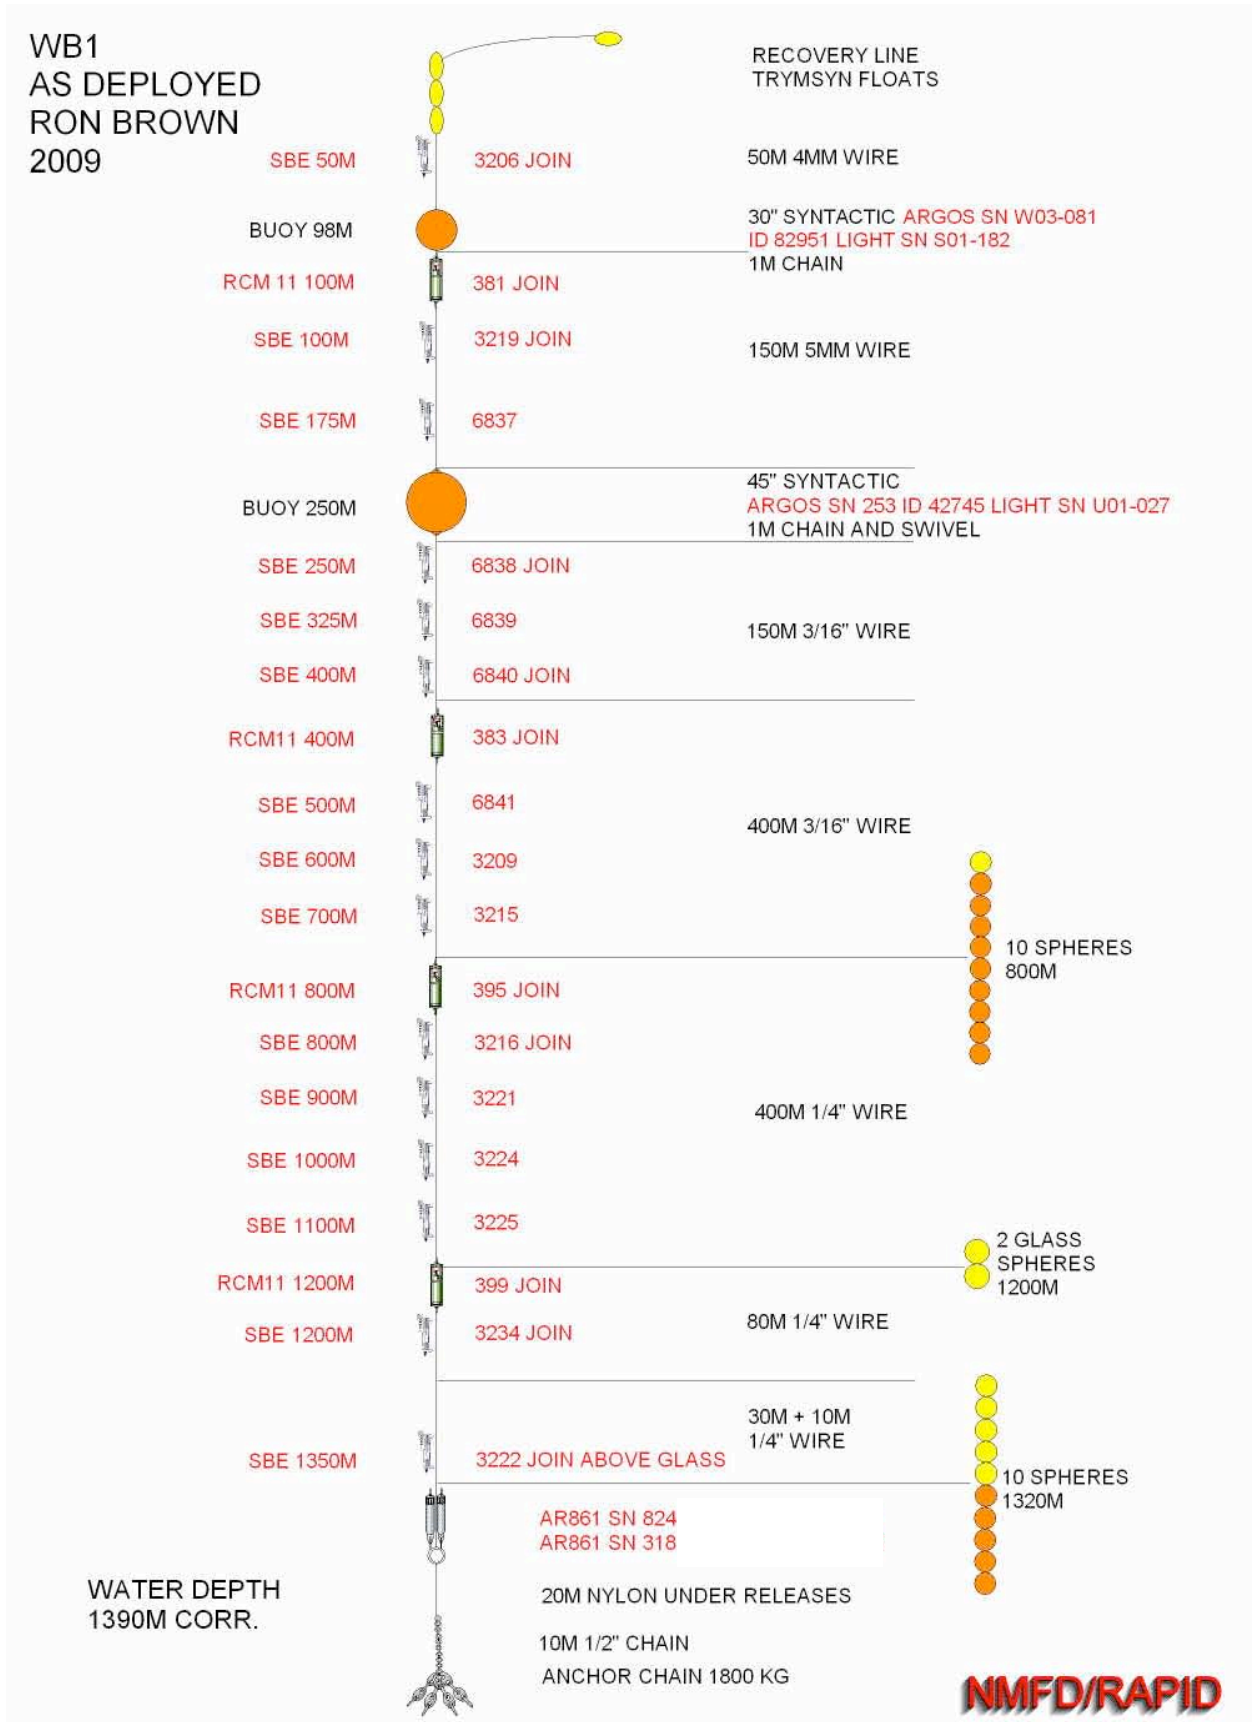 WB1
AS DEPLOYED
RON BROWN
2009
RECOVERY LINE
TRYMSYN FLOATS
SBE 50M
3206 JOIN
50M 4MM WIRE
BUOY 98M
30" SYNTACTIC ARGOS SN W03-081
ID 82951 LIGHT SN S01-182
1M CHAIN
RCM 11 100M
381 JOIN
SBE 100M
3219 JOIN
150M 5MM WIRE
SBE 175M
6837
BUOY 250M
45" SYNTACTIC
ARGOS SN 253 ID 42745 LIGHT SN U01-027
1M CHAIN AND SWIVEL
SBE 250M
6838 JOIN
SBE 325M
6839
150M 3/16" WIRE
SBE 400M
6840 JOIN
RCM11 400M
383 JOIN
SBE 500M
6841
400M 3/16" WIRE
SBE 600M
3209
SBE 700M
3215
10 SPHERES
800M
RCM11 800M
395 JOIN
SBE 800M
3216 JOIN
SBE 900M
3221
400M 1/4" WIRE
SBE 1000M
3224
SBE 1100M
3225
2 GLASS
SPHERES
1200M
RCM11 1200M
399 JOIN
80M 1/4" WIRE
SBE 1200M
3234 JOIN
30M + 10M
1/4" WIRE
SBE 1350M
3222 JOIN ABOVE GLASS
10 SPHERES
1320M
AR861 SN 824
AR861 SN 318
WATER DEPTH
1390M CORR.
20M NYLON UNDER RELEASES
10M 1/2" CHAIN
ANCHOR CHAIN 1800 KG
NMFD/RAPID